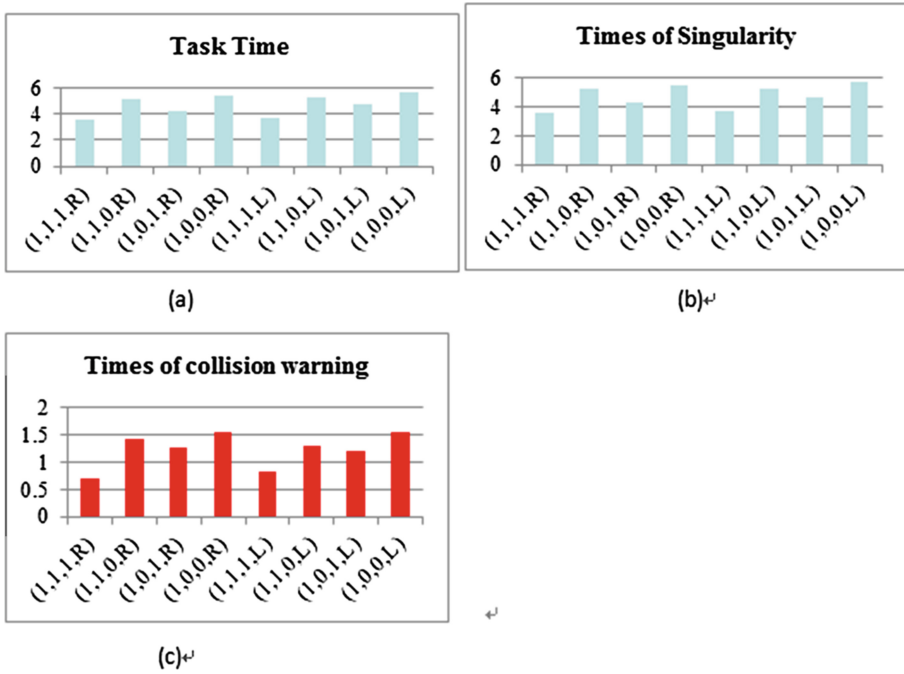 Task Time
6
4
2
0
(1,1,1,R)
(1,1,0,R)
(1,0,1,R)
(1,0,0,R)
(1,1,1,L)
(1,1,0,L)
(1,0,1,L)
(1,0,0,L)
(a)
Times of Singularity
6
4
2
0
(1,1,1,R)
(1,1,0,R)
(1,0,1,R)
(1,0,0,R)
(1,1,1,L)
(1,1,0,L)
(1,0,1,L)
(1,0,0,L)
(b)↵
Times of collision warning
2
1.5
1
0.5
0
(1,1,1,R)
(1,1,0,R)
(1,0,1,R)
(1,0,0,R)
(1,1,1,L)
(1,1,0,L)
(1,0,1,L)
(1,0,0,L)
↵
(c)↵